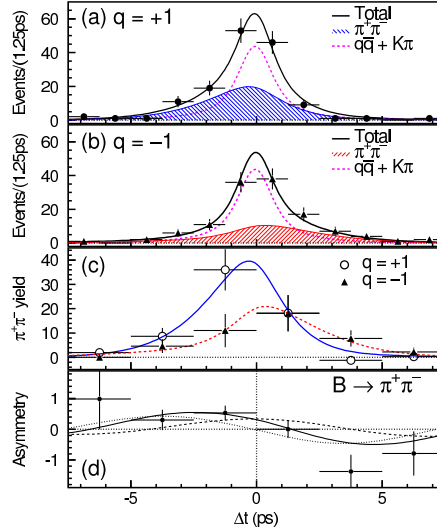 (a) q = +1
Total
π⁺π⁻
qq̅ + Kπ
Events/(1.25ps)
60
40
20
0
(b) q = −1
Total
π⁺π⁻
qq̅ + Kπ
Events/(1.25ps)
60
40
20
0
(c)
q = +1
q = −1
π⁺π⁻ yield
40
30
20
10
0
B → π⁺π⁻
Asymmetry
1
0
-1
(d)
-5 0 5
Δt (ps)